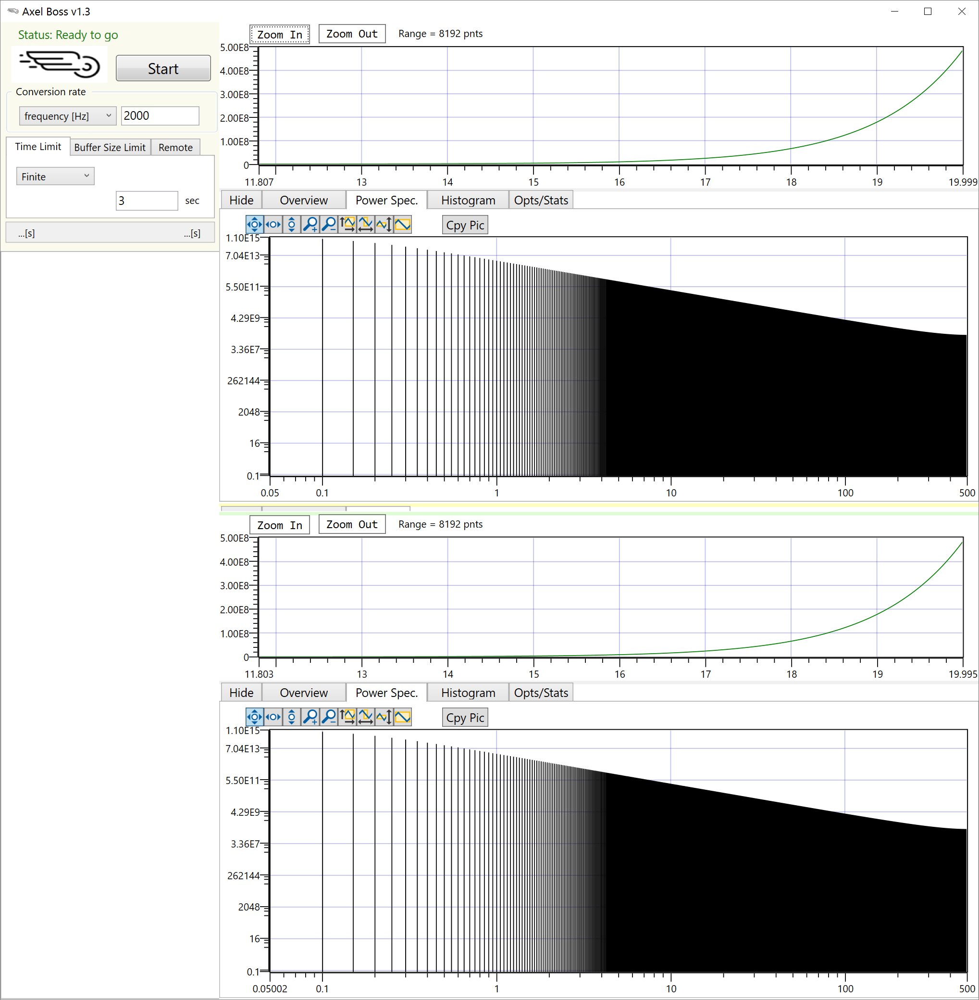 Axel Boss v1.3
Status: Ready to go
Start
Conversion rate
frequency [Hz] 2000
Time Limit Buffer Size Limit Remote
Finite
3 sec
...[s] ...[s]
Zoom In Zoom Out Range = 8192 pnts
5.00E8
4.00E8
3.00E8
2.00E8
1.00E8
0
11.807 13 14 15 16 17 18 19 19.999
Hide Overview Power Spec. Histogram Opts/Stats
Cpy Pic
1.10E15
7.04E13
5.50E11
4.29E9
3.36E7
262144
2048
16
0.1
0.05 0.1 1 10 100 500
Zoom In Zoom Out Range = 8192 pnts
5.00E8
4.00E8
3.00E8
2.00E8
1.00E8
0
11.803 13 14 15 16 17 18 19 19.995
Hide Overview Power Spec. Histogram Opts/Stats
Cpy Pic
1.10E15
7.04E13
5.50E11
4.29E9
3.36E7
262144
2048
16
0.1
0.05002 0.1 1 10 100 500